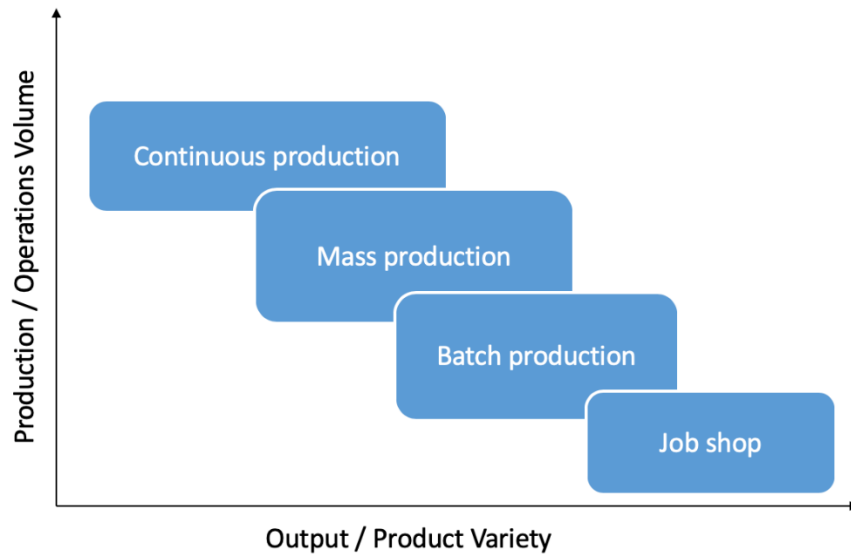 Production / Operations Volume
Continuous production
Mass production
Batch production
Job shop
Output / Product Variety